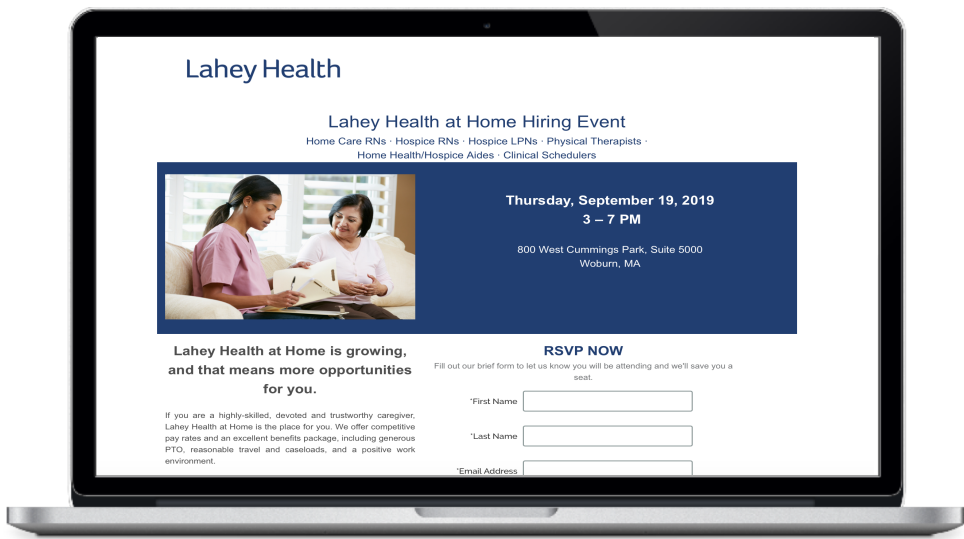 Lahey Health
Lahey Health at Home Hiring Event
Home Care RNs · Hospice RNs · Hospice LPNs · Physical Therapists ·
Home Health/Hospice Aides · Clinical Schedulers
Thursday, September 19, 2019
3 – 7 PM
800 West Cummings Park, Suite 5000
Woburn, MA
Lahey Health at Home is growing,
and that means more opportunities
for you.
If you are a highly-skilled, devoted and trustworthy caregiver,
Lahey Health at Home is the place for you. We offer competitive
pay rates and an excellent benefits package, including generous
PTO, reasonable travel and caseloads, and a positive work
environment.
RSVP NOW
Fill out our brief form to let us know you will be attending and we'll save you a
seat.
*First Name
*Last Name
*Email Address